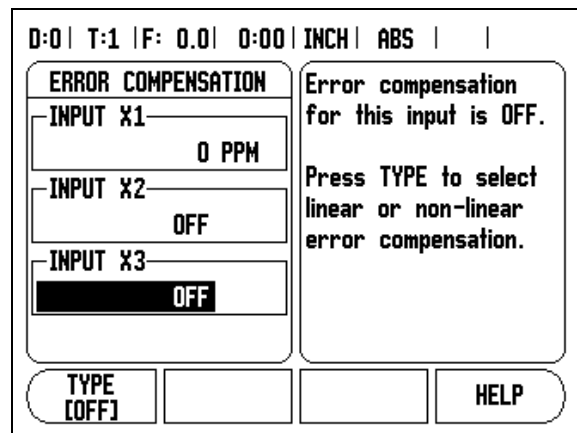 D:0 | T:1 | F: 0.0 | 0:00 | INCH | ABS | |
ERROR COMPENSATION
INPUT X1
0 PPM
INPUT X2
OFF
INPUT X3
OFF
Error compensation
for this input is OFF.
Press TYPE to select
linear or non-linear
error compensation.
TYPE
[OFF]
HELP